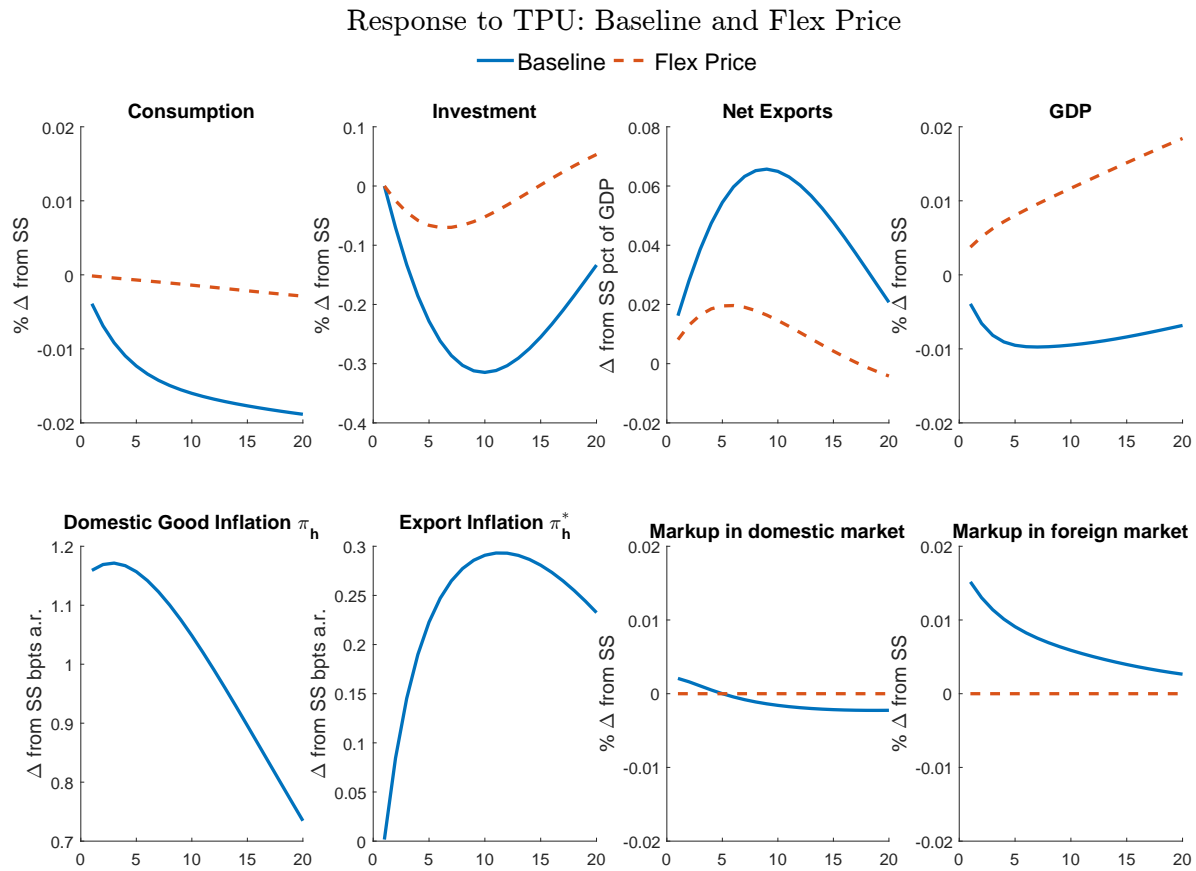 Response to TPU: Baseline and Flex Price
Baseline Flex Price
Consumption
% Δ from SS
0.02
0.01
0
-0.01
-0.02
0 5 10 15 20
Investment
% Δ from SS
0.1
0
-0.1
-0.2
-0.3
-0.4
0 5 10 15 20
Net Exports
Δ from SS pct of GDP
0.08
0.06
0.04
0.02
0
-0.02
0 5 10 15 20
GDP
% Δ from SS
0.02
0.01
0
-0.01
-0.02
0 5 10 15 20
Domestic Good Inflation π_h
Δ from SS bpts a.r.
1.2
1.1
1
0.9
0.8
0.7
0 5 10 15 20
Export Inflation π_h^*
Δ from SS bpts a.r.
0.3
0.25
0.2
0.15
0.1
0.05
0
0 5 10 15 20
Markup in domestic market
% Δ from SS
0.02
0.01
0
-0.01
-0.02
0 5 10 15 20
Markup in foreign market
% Δ from SS
0.02
0.01
0
-0.01
-0.02
0 5 10 15 20